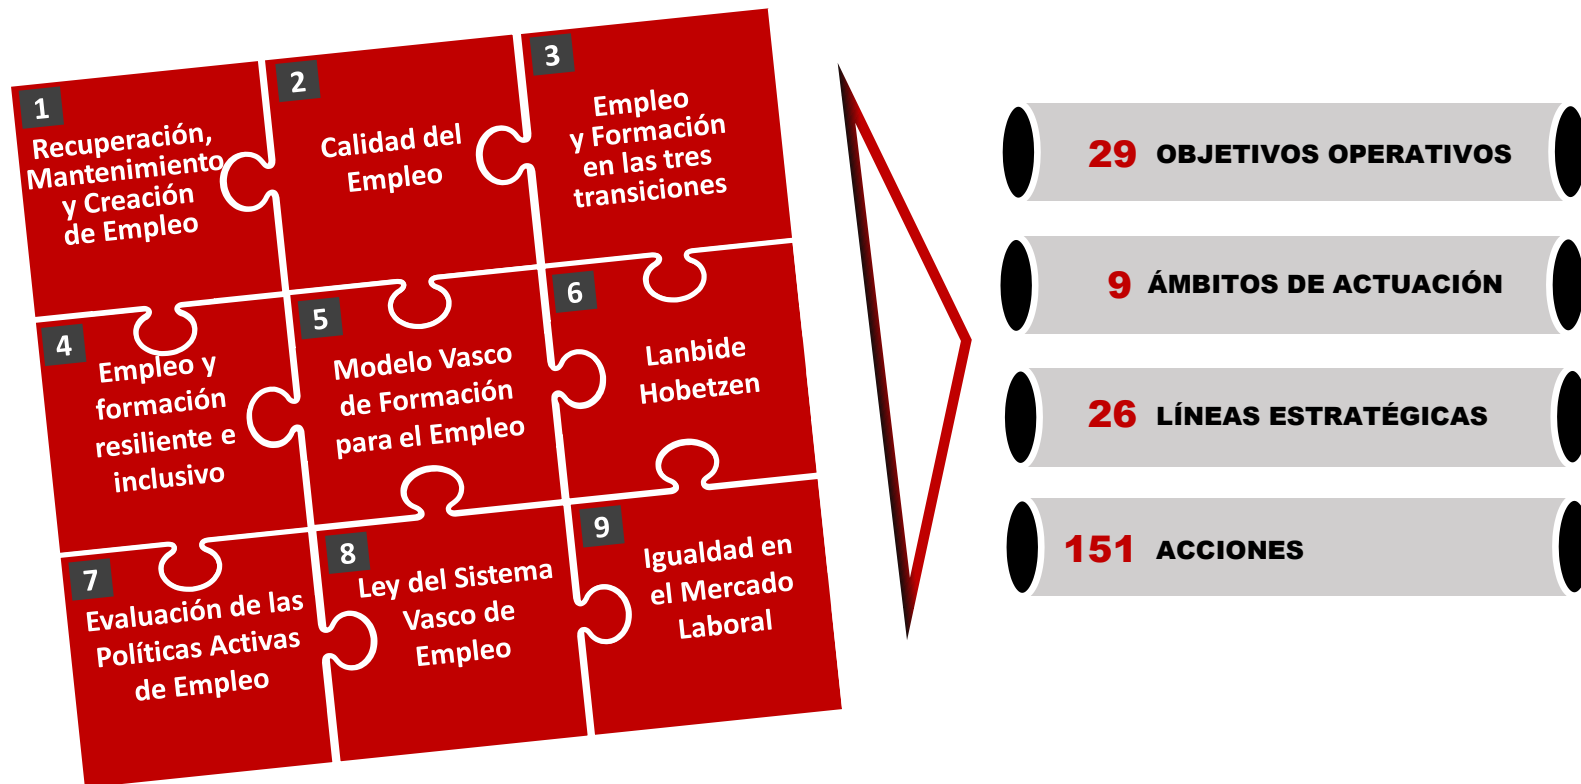 1
Recuperación,
Mantenimiento
y Creación
de Empleo
2
Calidad del
Empleo
3
Empleo
y Formación
en las tres
transiciones
4
Empleo y
formación
resiliente e
inclusivo
5
Modelo Vasco
de Formación
para el Empleo
6
Lanbide
Hobetzen
7
Evaluación de las
Políticas Activas
de Empleo
8
Ley del Sistema
Vasco de
Empleo
9
Igualdad en
el Mercado
Laboral
29 OBJETIVOS OPERATIVOS
9 ÁMBITOS DE ACTUACIÓN
26 LÍNEAS ESTRATÉGICAS
151 ACCIONES